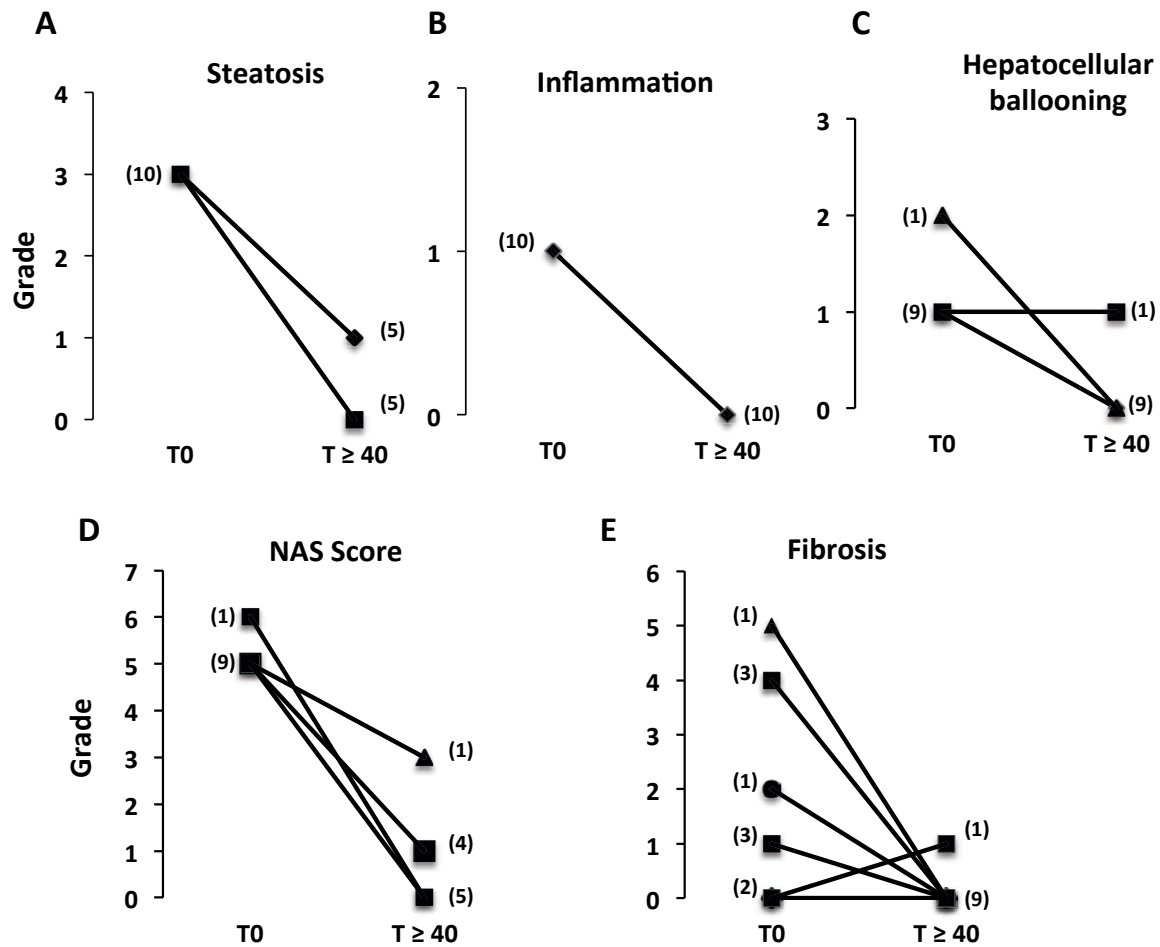 A
Steatosis
4
3
2
1
0
Grade
(10)
(5)
(5)
T0
T ≥ 40
B
Inflammation
2
1
0
(10)
(10)
T0
T ≥ 40
C
Hepatocellular
ballooning
3
2
1
0
(1)
(9)
(1)
(9)
T0
T ≥ 40
D
NAS Score
7
6
5
4
3
2
1
0
Grade
(1)
(9)
(1)
(4)
(5)
T0
T ≥ 40
E
Fibrosis
6
5
4
3
2
1
0
(1)
(3)
(1)
(3)
(2)
(1)
(9)
T0
T ≥ 40